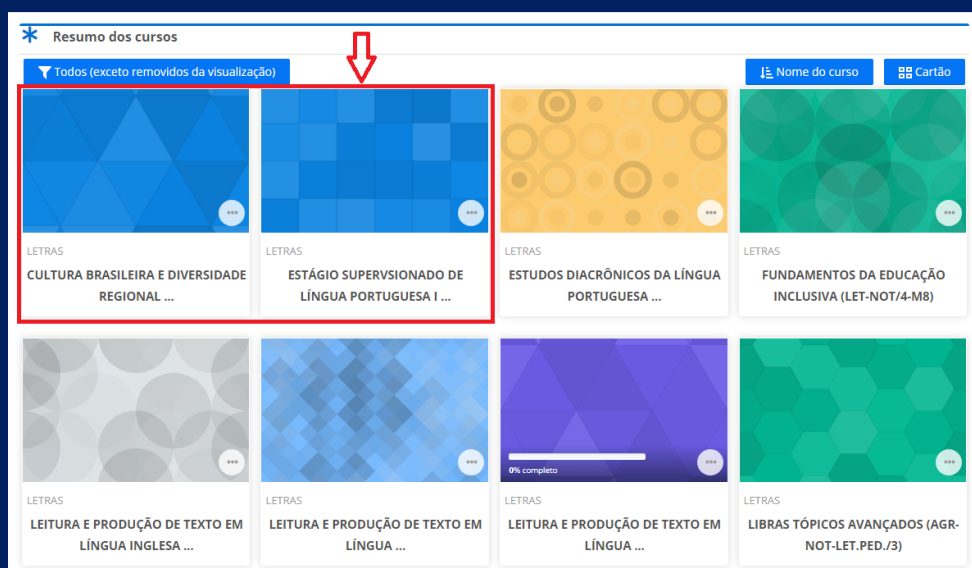 Resumo dos cursos
Todos (exceto removidos da visualização)
Nome do curso
Cartão
LETRAS
CULTURA BRASILEIRA E DIVERSIDADE
REGIONAL ...
LETRAS
ESTÁGIO SUPERVSIONADO DE
LÍNGUA PORTUGUESA I ...
LETRAS
ESTUDOS DIACRÔNICOS DA LÍNGUA
PORTUGUESA ...
LETRAS
FUNDAMENTOS DA EDUCAÇÃO
INCLUSIVA (LET-NOT/4-M8)
LETRAS
LEITURA E PRODUÇÃO DE TEXTO EM
LÍNGUA INGLESA ...
LETRAS
LEITURA E PRODUÇÃO DE TEXTO EM
LÍNGUA ...
0% completo
LETRAS
LEITURA E PRODUÇÃO DE TEXTO EM
LÍNGUA ...
LETRAS
LIBRAS TÓPICOS AVANÇADOS (AGR-
NOT-LET.PED./3)